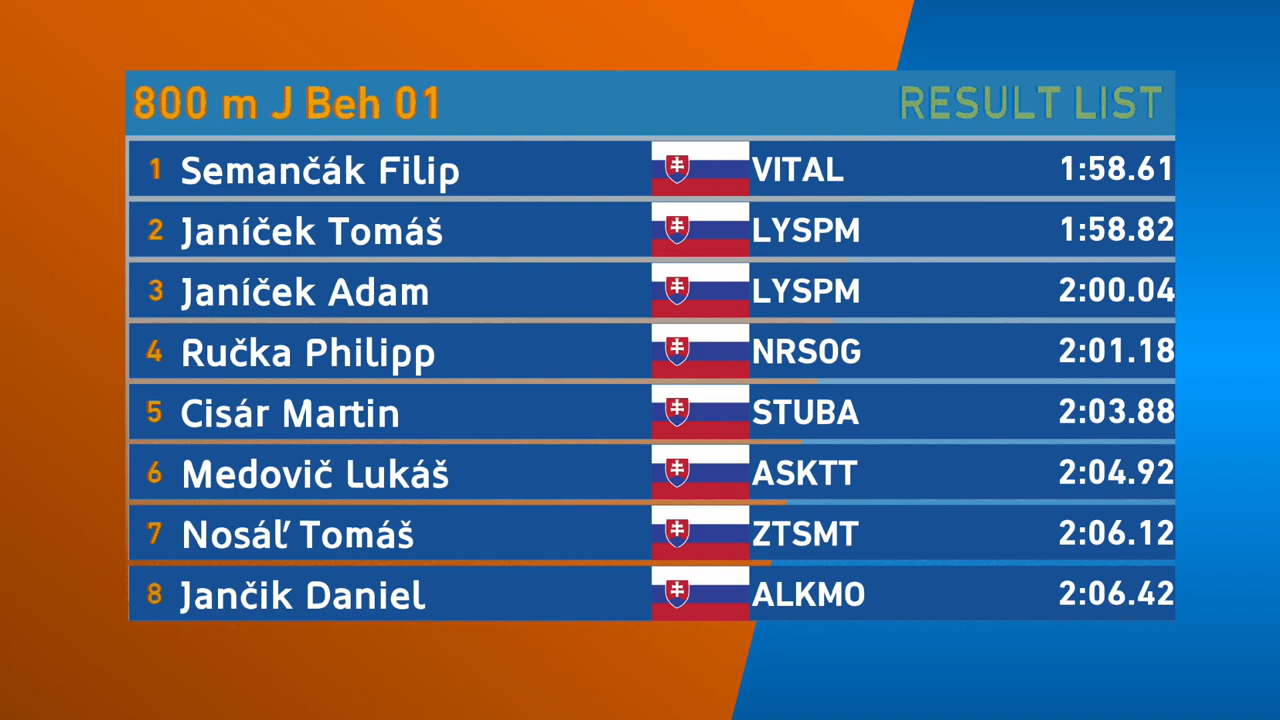 800 m J Beh 01 RESULT LIST
1 Semančák Filip VITAL 1:58.61
2 Janíček Tomáš LYSPM 1:58.82
3 Janíček Adam LYSPM 2:00.04
4 Ručka Philipp NRSOG 2:01.18
5 Cisár Martin STUBA 2:03.88
6 Medovič Lukáš ASKTT 2:04.92
7 Nosáľ Tomáš ZTSMT 2:06.12
8 Jančik Daniel ALKMO 2:06.42